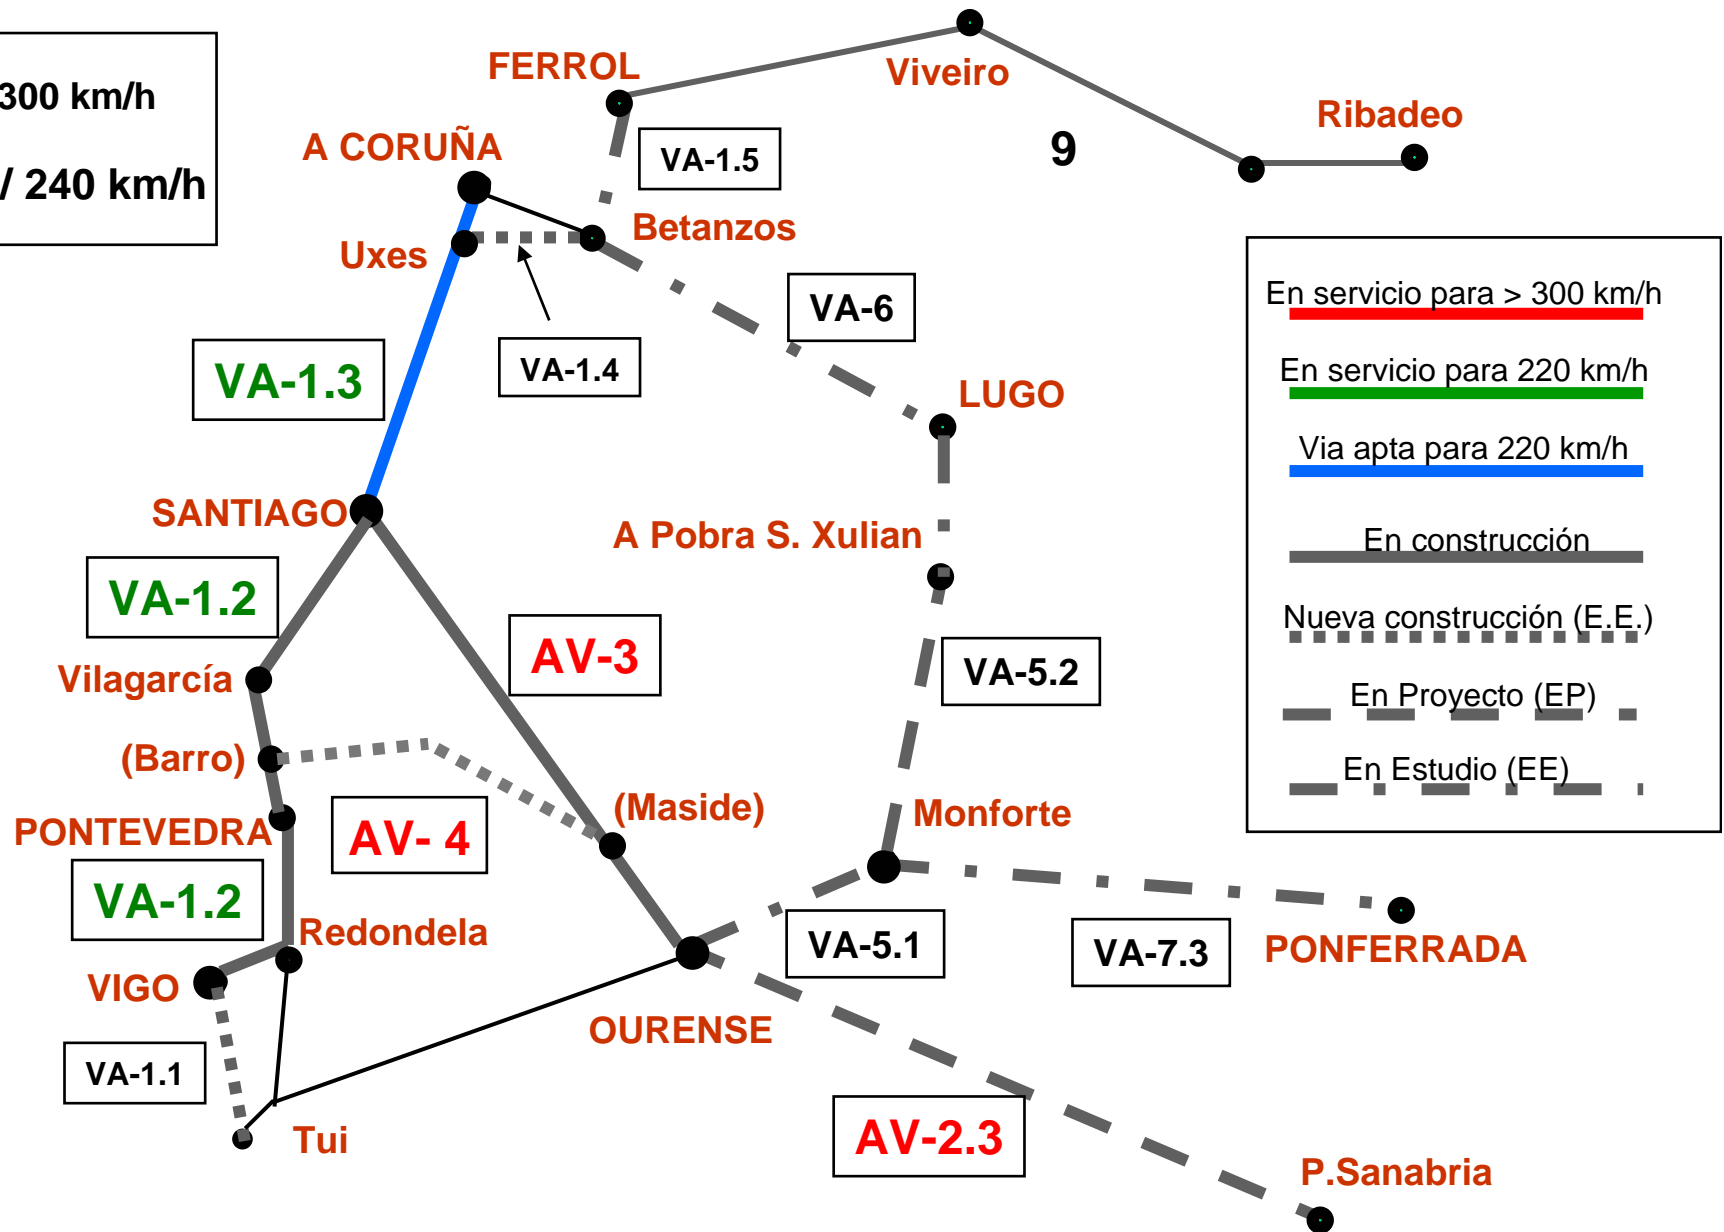 300 km/h
/ 240 km/h
FERROL
Viveiro
Ribadeo
A CORUÑA
VA-1.5
9
Uxes
Betanzos
VA-6
VA-1.4
VA-1.3
LUGO
SANTIAGO
A Pobra S. Xulian
VA-1.2
AV-3
VA-5.2
Vilagarcía
(Barro)
(Maside)
Monforte
PONTEVEDRA
AV- 4
VA-1.2
Redondela
VA-5.1
VA-7.3
PONFERRADA
VIGO
OURENSE
VA-1.1
Tui
AV-2.3
P.Sanabria
En servicio para > 300 km/h
En servicio para 220 km/h
Via apta para 220 km/h
En construcción
Nueva construcción (E.E.)
En Proyecto (EP)
En Estudio (EE)